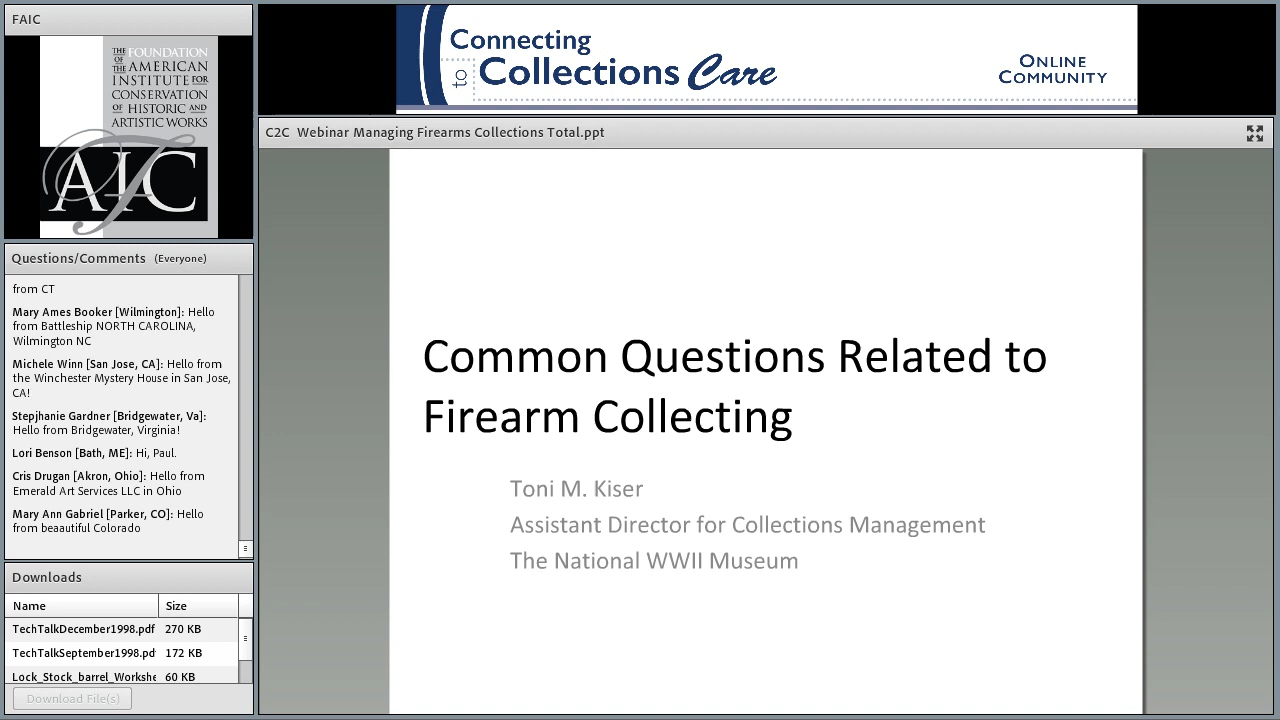 FAIC
THE FOUNDATION
OF THE AMERICAN
INSTITUTE FOR
CONSERVATION
OF HISTORIC AND
ARTISTIC WORKS
FAIC
Connecting
to Collections Care
ONLINE
COMMUNITY
C2C Webinar Managing Firearms Collections Total.ppt
Questions/Comments (Everyone)
from CT
Mary Ames Booker [Wilmington]: Hello
from Battleship NORTH CAROLINA,
Wilmington NC
Michele Winn [San Jose, CA]: Hello from
the Winchester Mystery House in San Jose,
CA!
Stepjhanie Gardner [Bridgewater, Va]:
Hello from Bridgewater, Virginia!
Lori Benson [Bath, ME]: Hi, Paul.
Cris Drugan [Akron, Ohio]: Hello from
Emerald Art Services LLC in Ohio
Mary Ann Gabriel [Parker, CO]: Hello
from beautiful Colorado
Downloads
Name Size
TechTalkDecember1998.pdf 270 KB
TechTalkSeptember1998.pd 172 KB
Lock_Stock_barrel_Workshe 60 KB
Download File(s)
Common Questions Related to
Firearm Collecting
Toni M. Kiser
Assistant Director for Collections Management
The National WWII Museum